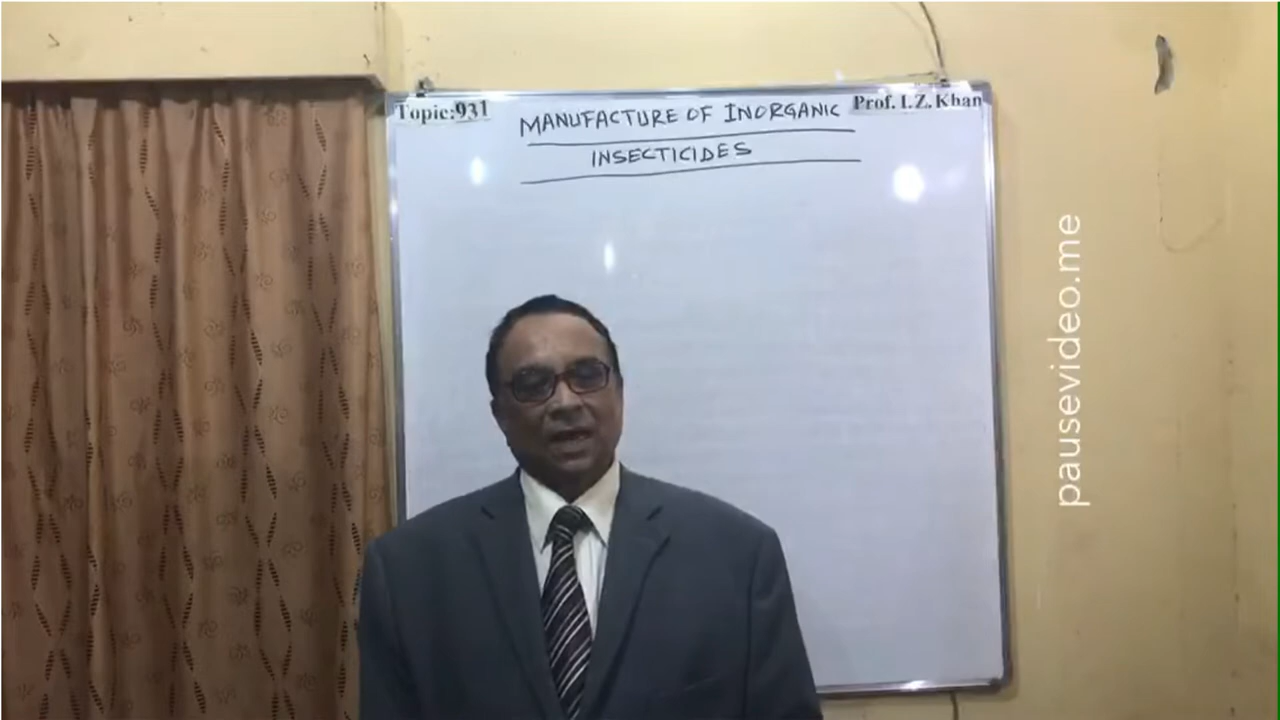 Topic:931
MANUFACTURE OF INORGANIC
INSECTICIDES
Prof. I. Z. Khan
pausevideo.me